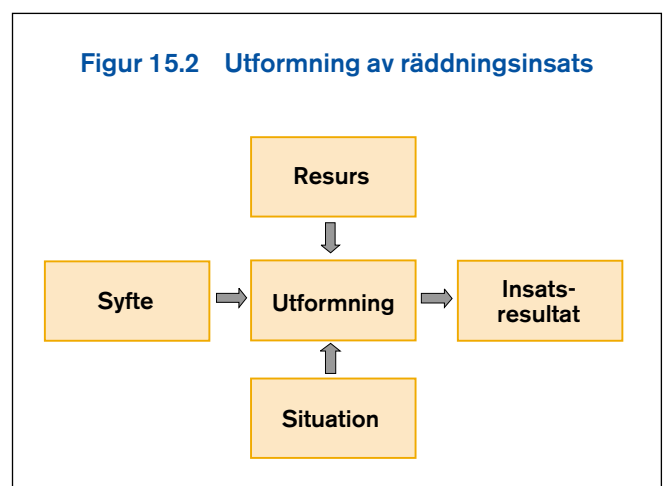 Figur 15.2 Utformning av räddningsinsats
Resurs
Syfte
Utformning
Insats-
resultat
Situation